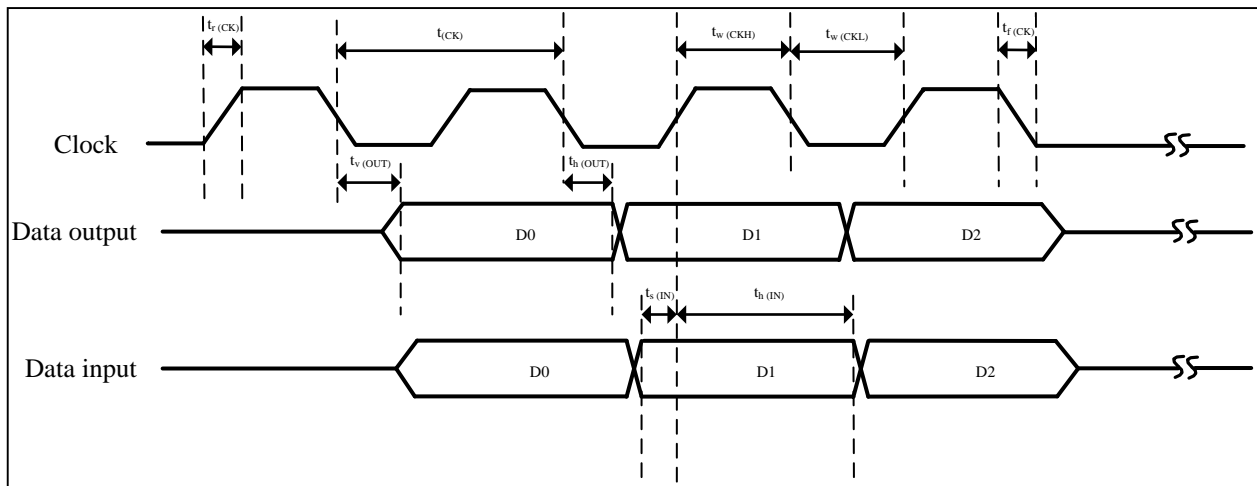 tr (CK)
t(CK)
tw (CKH)
tw (CKL)
tf (CK)
Clock
tv (OUT)
th (OUT)
Data output
D0
D1
D2
ts (IN)
th (IN)
Data input
D0
D1
D2